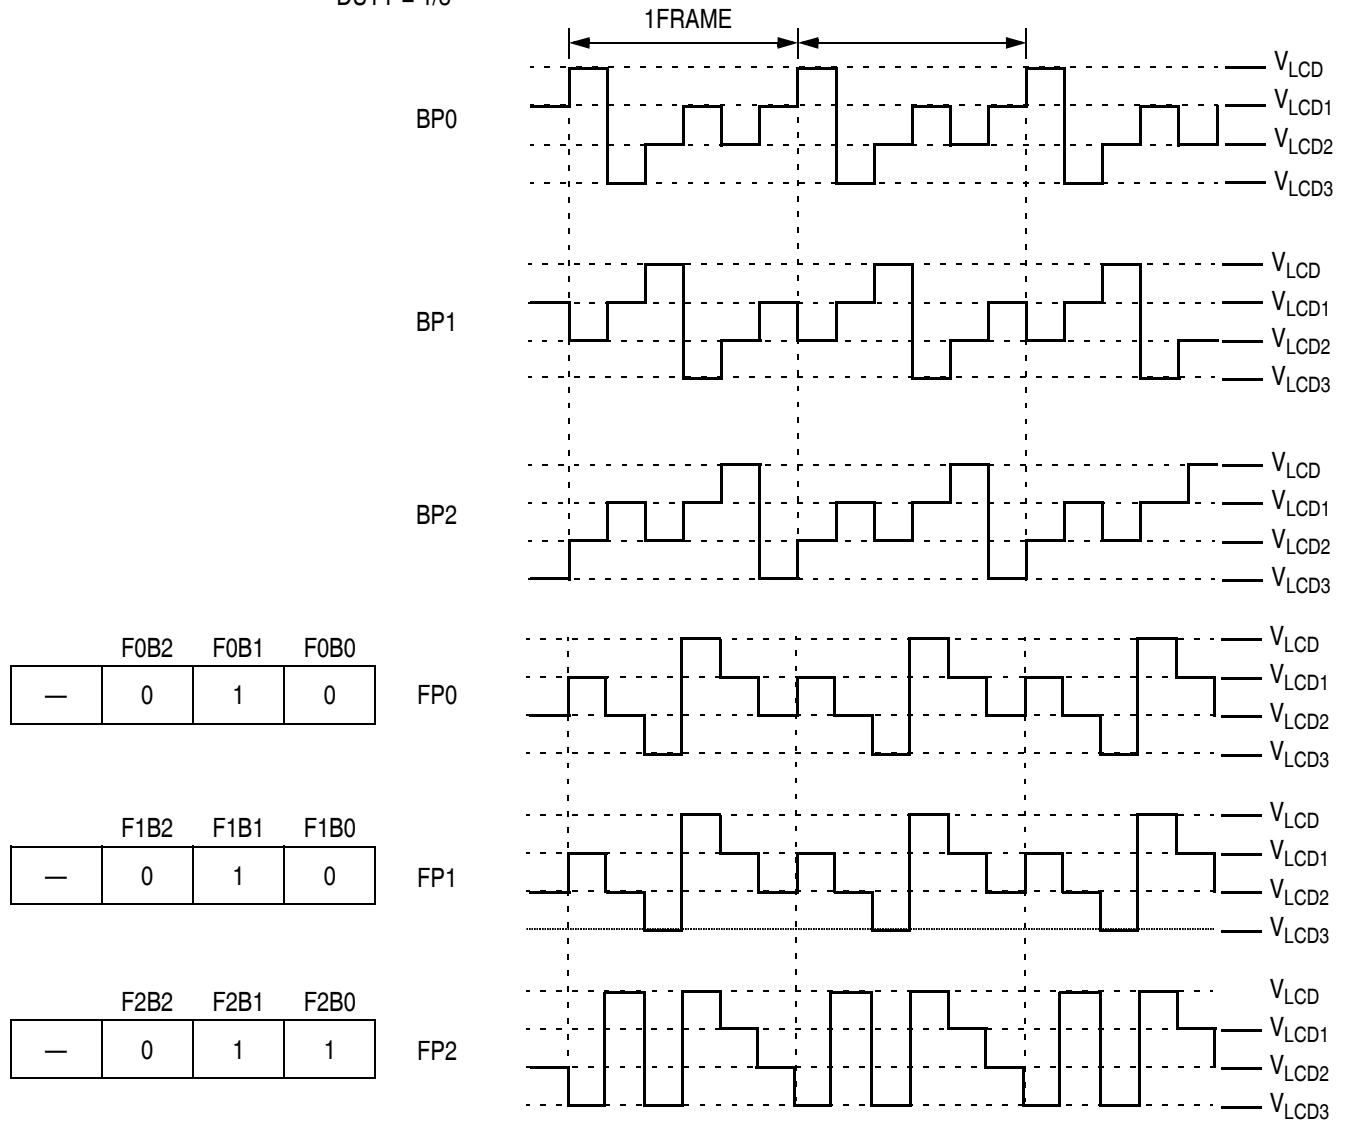 1FRAME
BP0
VLCD
VLCD1
VLCD2
VLCD3
BP1
VLCD
VLCD1
VLCD2
VLCD3
BP2
VLCD
VLCD1
VLCD2
VLCD3
F0B2 F0B1 F0B0
— 0 1 0
FP0
VLCD
VLCD1
VLCD2
VLCD3
F1B2 F1B1 F1B0
— 0 1 0
FP1
VLCD
VLCD1
VLCD2
VLCD3
F2B2 F2B1 F2B0
— 0 1 1
FP2
VLCD
VLCD1
VLCD2
VLCD3